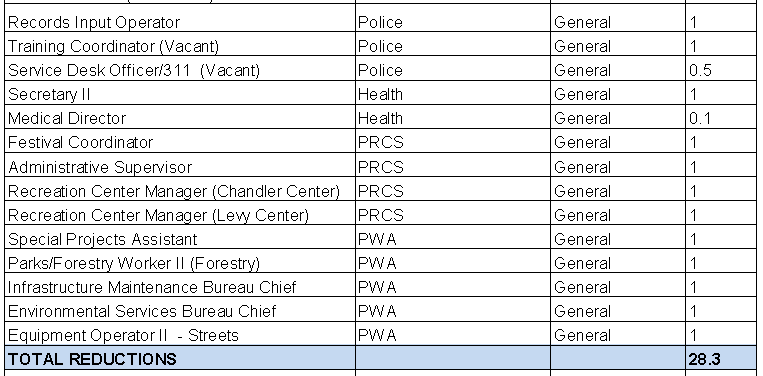 Records Input Operator Police General 1
Training Coordinator (Vacant) Police General 1
Service Desk Officer/311 (Vacant) Police General 0.5
Secretary II Health General 1
Medical Director Health General 0.1
Festival Coordinator PRCS General 1
Administrative Supervisor PRCS General 1
Recreation Center Manager (Chandler Center) PRCS General 1
Recreation Center Manager (Levy Center) PRCS General 1
Special Projects Assistant PWA General 1
Parks/Forestry Worker II (Forestry) PWA General 1
Infrastructure Maintenance Bureau Chief PWA General 1
Environmental Services Bureau Chief PWA General 1
Equipment Operator II - Streets PWA General 1
TOTAL REDUCTIONS 28.3